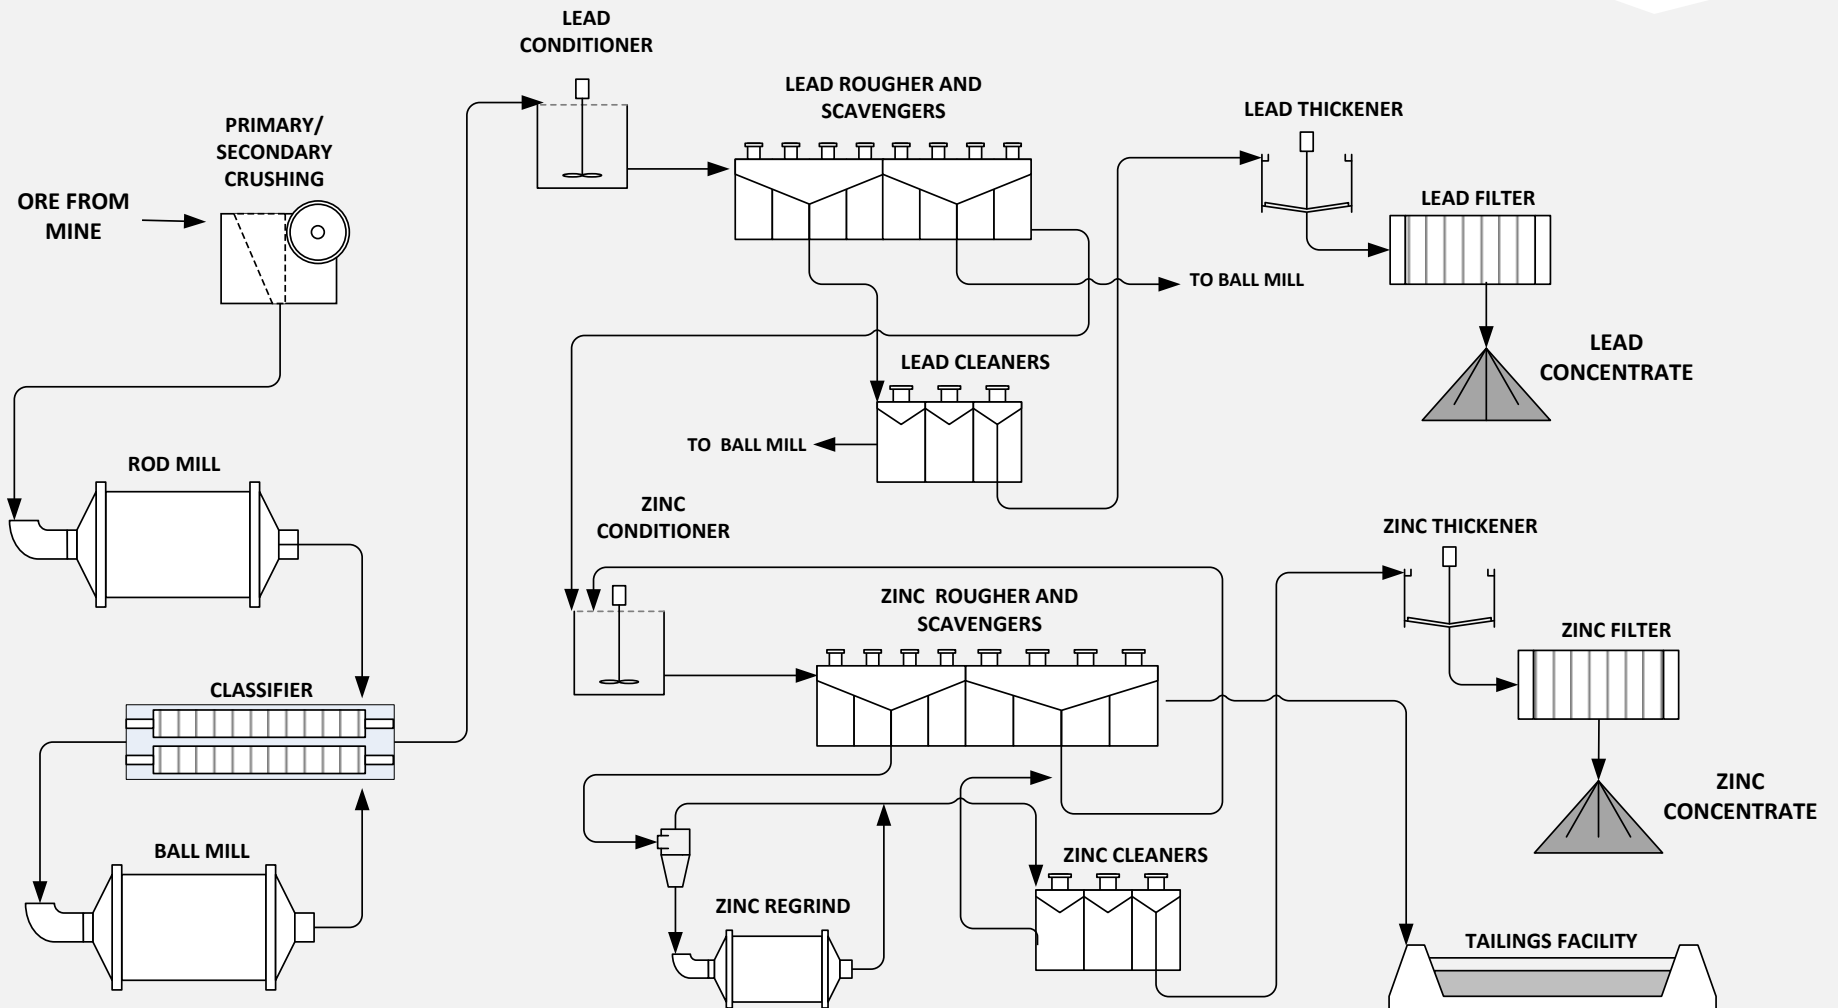 LEAD
CONDITIONER
LEAD ROUGHER AND
SCAVENGERS
LEAD THICKENER
PRIMARY/
SECONDARY
CRUSHING
ORE FROM
MINE
LEAD FILTER
TO BALL MILL
LEAD
CONCENTRATE
LEAD CLEANERS
TO  BALL MILL
ROD MILL
ZINC
CONDITIONER
ZINC THICKENER
ZINC  ROUGHER AND
SCAVENGERS
ZINC FILTER
CLASSIFIER
ZINC
CONCENTRATE
BALL MILL
ZINC CLEANERS
ZINC REGRIND
TAILINGS FACILITY